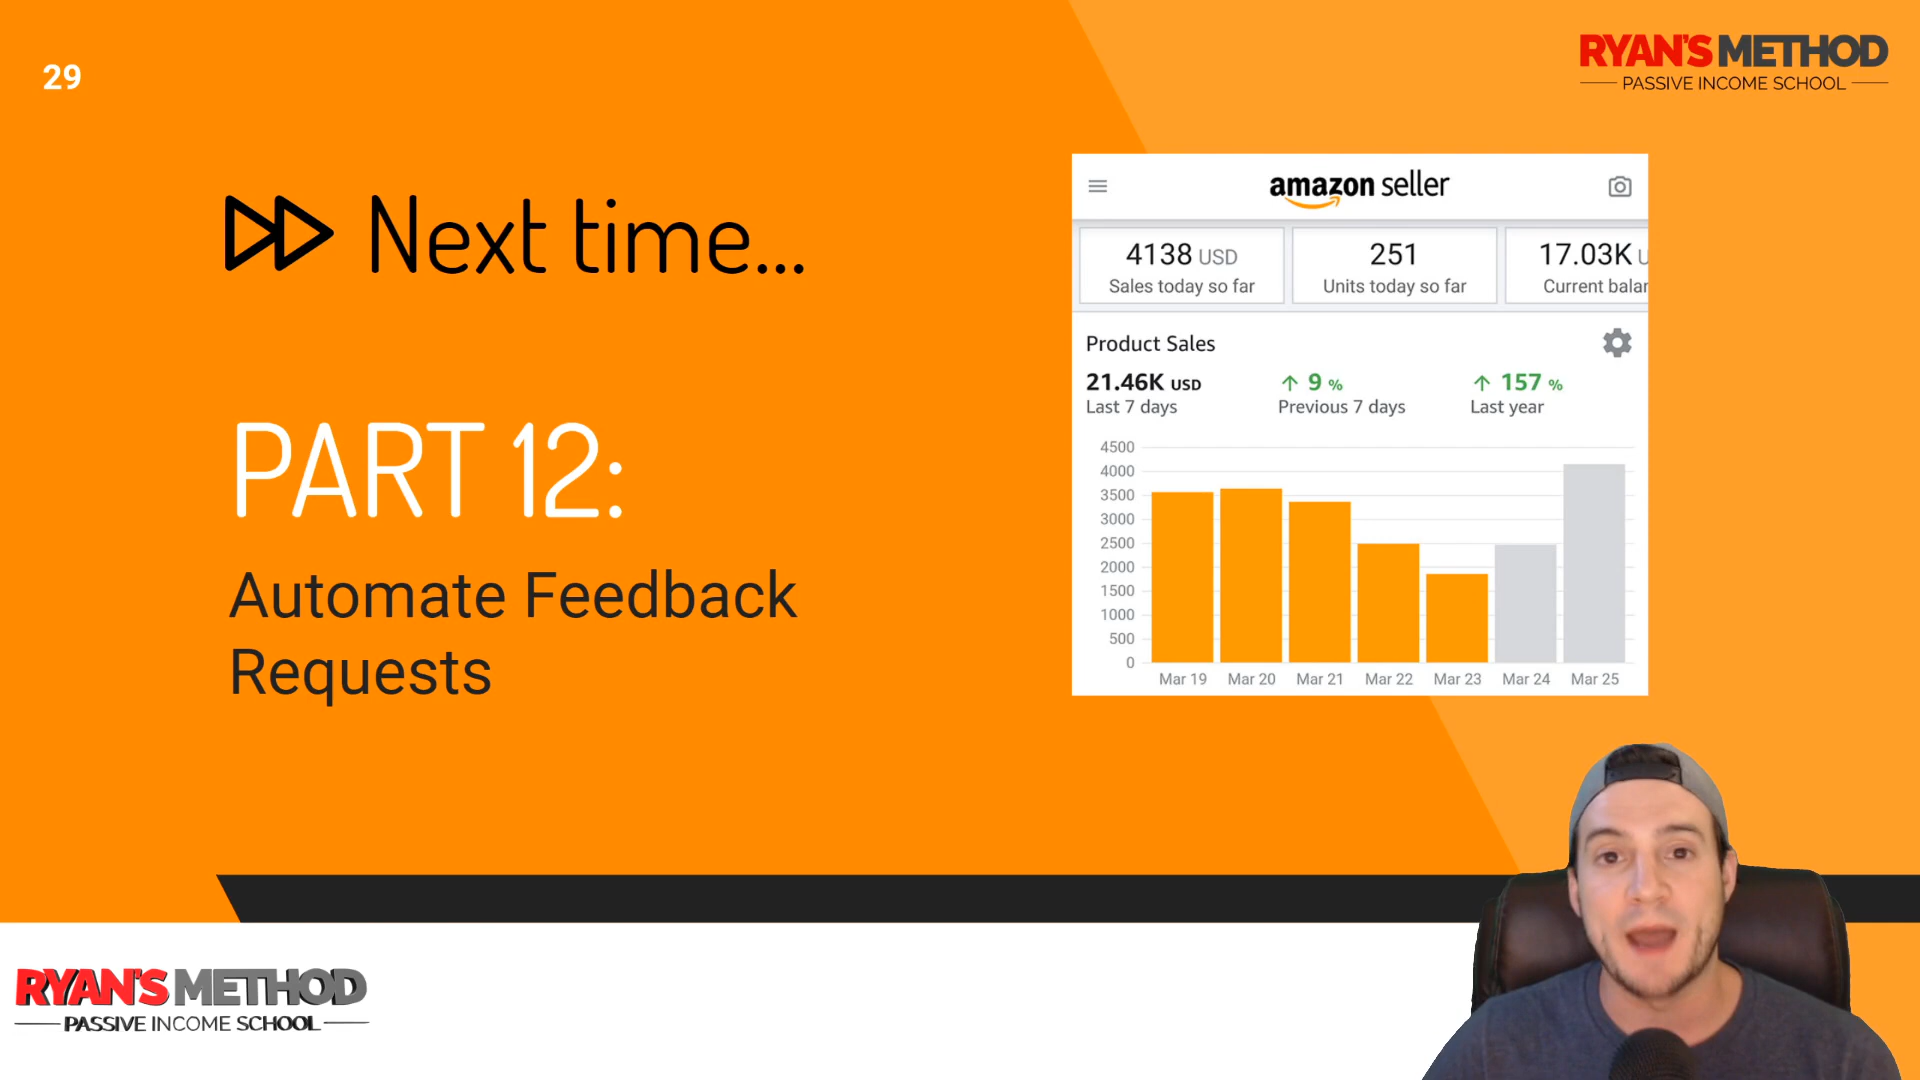 29
RYAN'S METHOD
PASSIVE INCOME SCHOOL
Next time...
PART 12:
Automate Feedback
Requests
amazon seller
4138 USD
Sales today so far
251
Units today so far
17.03K U
Current balar
Product Sales
21.46K USD
Last 7 days
↑ 9 %
Previous 7 days
↑ 157 %
Last year
4500
4000
3500
3000
2500
2000
1500
1000
500
0
Mar 19 Mar 20 Mar 21 Mar 22 Mar 23 Mar 24 Mar 25
RYAN'S METHOD
PASSIVE INCOME SCHOOL